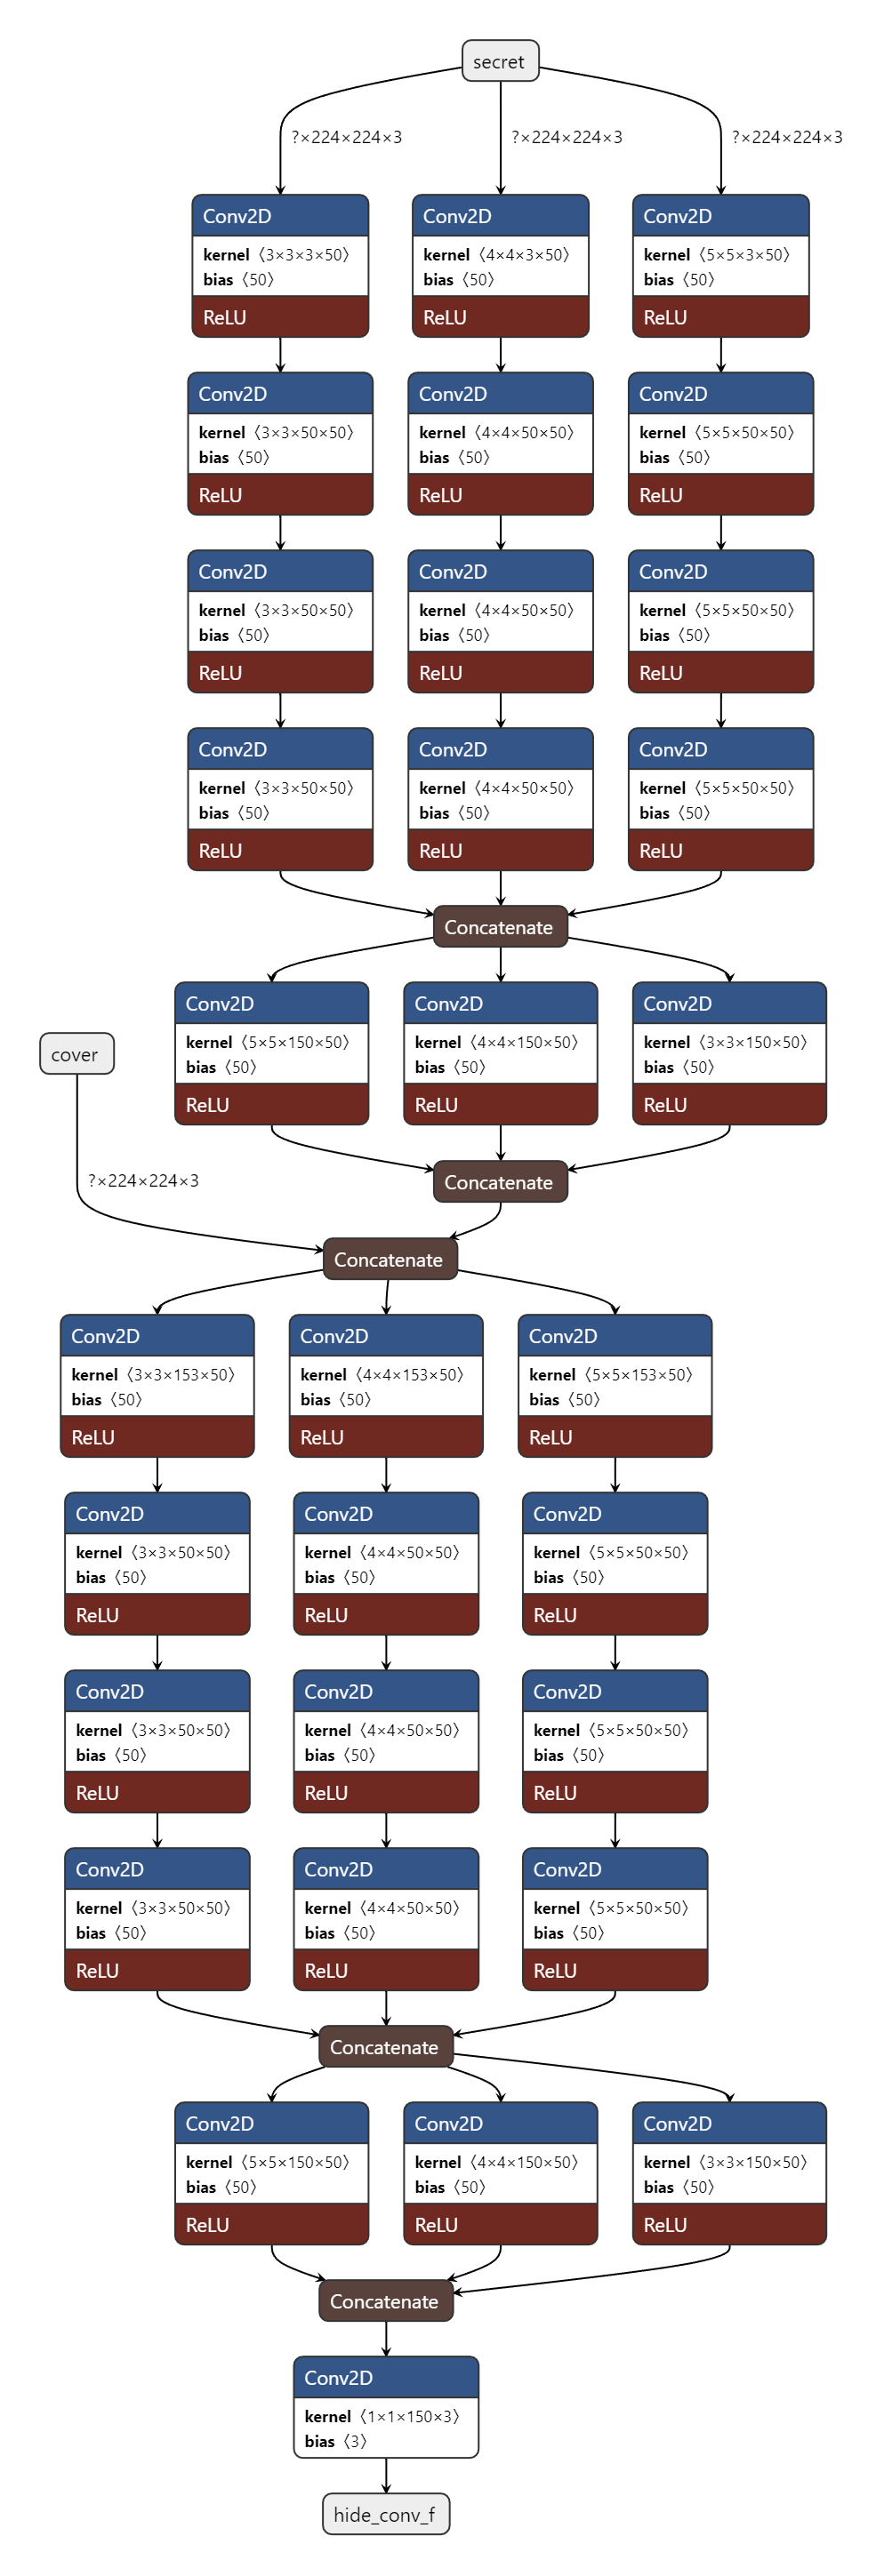 secret
?×224×224×3 ?×224×224×3 ?×224×224×3
Conv2D Conv2D Conv2D
kernel〈3×3×3×50〉 kernel〈4×4×3×50〉 kernel〈5×5×3×50〉
bias〈50〉 bias〈50〉 bias〈50〉
ReLU ReLU ReLU
Conv2D Conv2D Conv2D
kernel〈3×3×50×50〉 kernel〈4×4×50×50〉 kernel〈5×5×50×50〉
bias〈50〉 bias〈50〉 bias〈50〉
ReLU ReLU ReLU
Conv2D Conv2D Conv2D
kernel〈3×3×50×50〉 kernel〈4×4×50×50〉 kernel〈5×5×50×50〉
bias〈50〉 bias〈50〉 bias〈50〉
ReLU ReLU ReLU
Conv2D Conv2D Conv2D
kernel〈3×3×50×50〉 kernel〈4×4×50×50〉 kernel〈5×5×50×50〉
bias〈50〉 bias〈50〉 bias〈50〉
ReLU ReLU ReLU
Concatenate
Conv2D Conv2D Conv2D
kernel〈5×5×150×50〉 kernel〈4×4×150×50〉 kernel〈3×3×150×50〉
bias〈50〉 bias〈50〉 bias〈50〉
ReLU ReLU ReLU
cover
?×224×224×3
Concatenate
Concatenate
Conv2D Conv2D Conv2D
kernel〈3×3×153×50〉 kernel〈4×4×153×50〉 kernel〈5×5×153×50〉
bias〈50〉 bias〈50〉 bias〈50〉
ReLU ReLU ReLU
Conv2D Conv2D Conv2D
kernel〈3×3×50×50〉 kernel〈4×4×50×50〉 kernel〈5×5×50×50〉
bias〈50〉 bias〈50〉 bias〈50〉
ReLU ReLU ReLU
Conv2D Conv2D Conv2D
kernel〈3×3×50×50〉 kernel〈4×4×50×50〉 kernel〈5×5×50×50〉
bias〈50〉 bias〈50〉 bias〈50〉
ReLU ReLU ReLU
Conv2D Conv2D Conv2D
kernel〈3×3×50×50〉 kernel〈4×4×50×50〉 kernel〈5×5×50×50〉
bias〈50〉 bias〈50〉 bias〈50〉
ReLU ReLU ReLU
Concatenate
Conv2D Conv2D Conv2D
kernel〈5×5×150×50〉 kernel〈4×4×150×50〉 kernel〈3×3×150×50〉
bias〈50〉 bias〈50〉 bias〈50〉
ReLU ReLU ReLU
Concatenate
Conv2D
kernel〈1×1×150×3〉
bias〈3〉
hide_conv_f